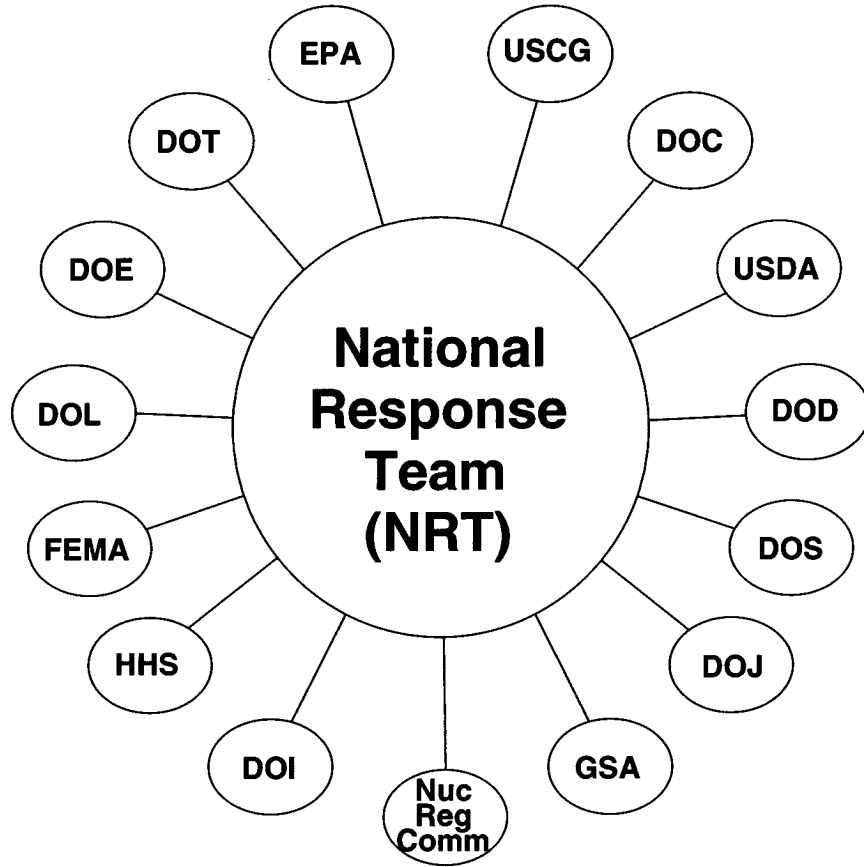 EPA
USCG
DOT
DOC
DOE
USDA
National
Response
Team
(NRT)
DOL
DOD
FEMA
DOS
HHS
DOJ
DOI
GSA
Nuc
Reg
Comm